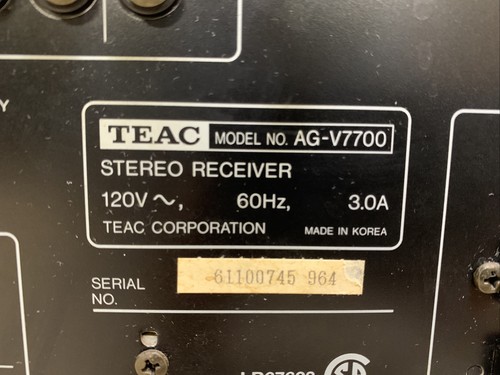 Y
TEAC MODEL NO. AG-V7700
STEREO RECEIVER
120V ~, 60Hz, 3.0A
TEAC CORPORATION MADE IN KOREA
SERIAL
NO.
61100745 964